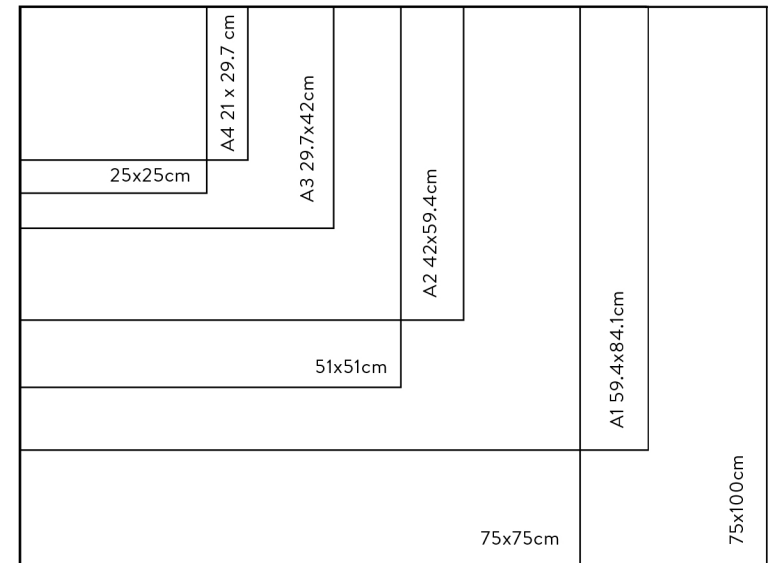 A4 21 x 29.7 cm
25x25cm
A3 29.7x42cm
A2 42x59.4cm
51x51cm
A1 59.4x84.1cm
75x75cm
75x100cm